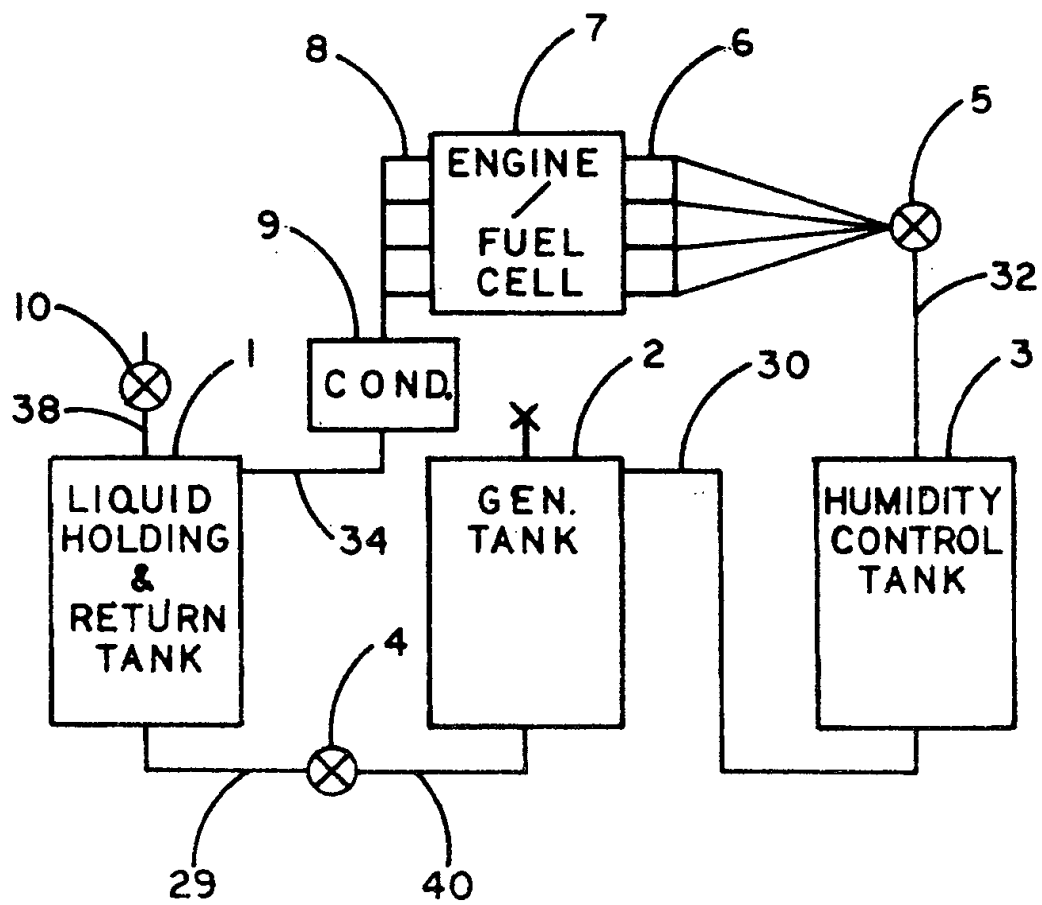 7
6
8
5
ENGINE
/
FUEL
CELL
9
32
10
1
COND.
2
30
3
38
LIQUID
HOLDING
&
RETURN
TANK
34
GEN.
TANK
HUMIDITY
CONTROL
TANK
4
29
40